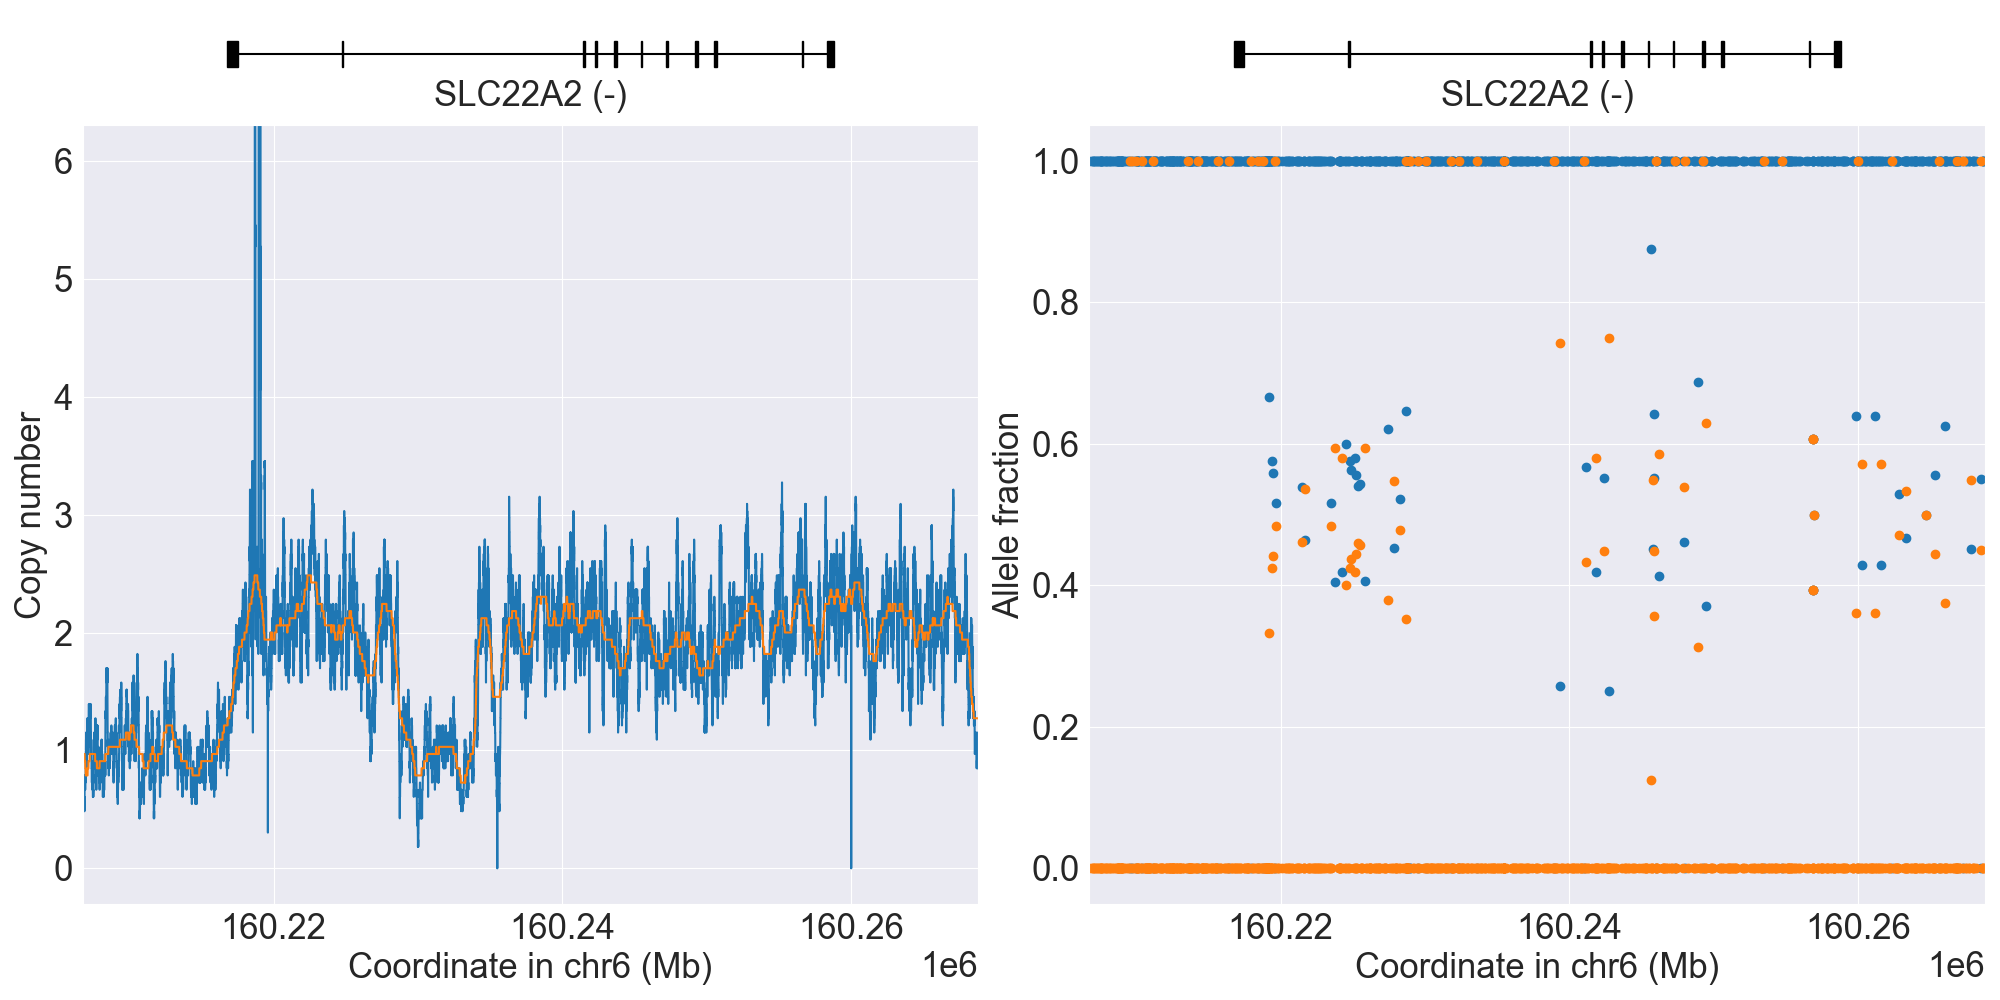 SLC22A2 (-)
6
5
4
3
2
1
0
Copy number
160.22 160.24 160.26
Coordinate in chr6 (Mb)
1e6
SLC22A2 (-)
1.0
0.8
0.6
0.4
0.2
0.0
Allele fraction
160.22 160.24 160.26
Coordinate in chr6 (Mb)
1e6